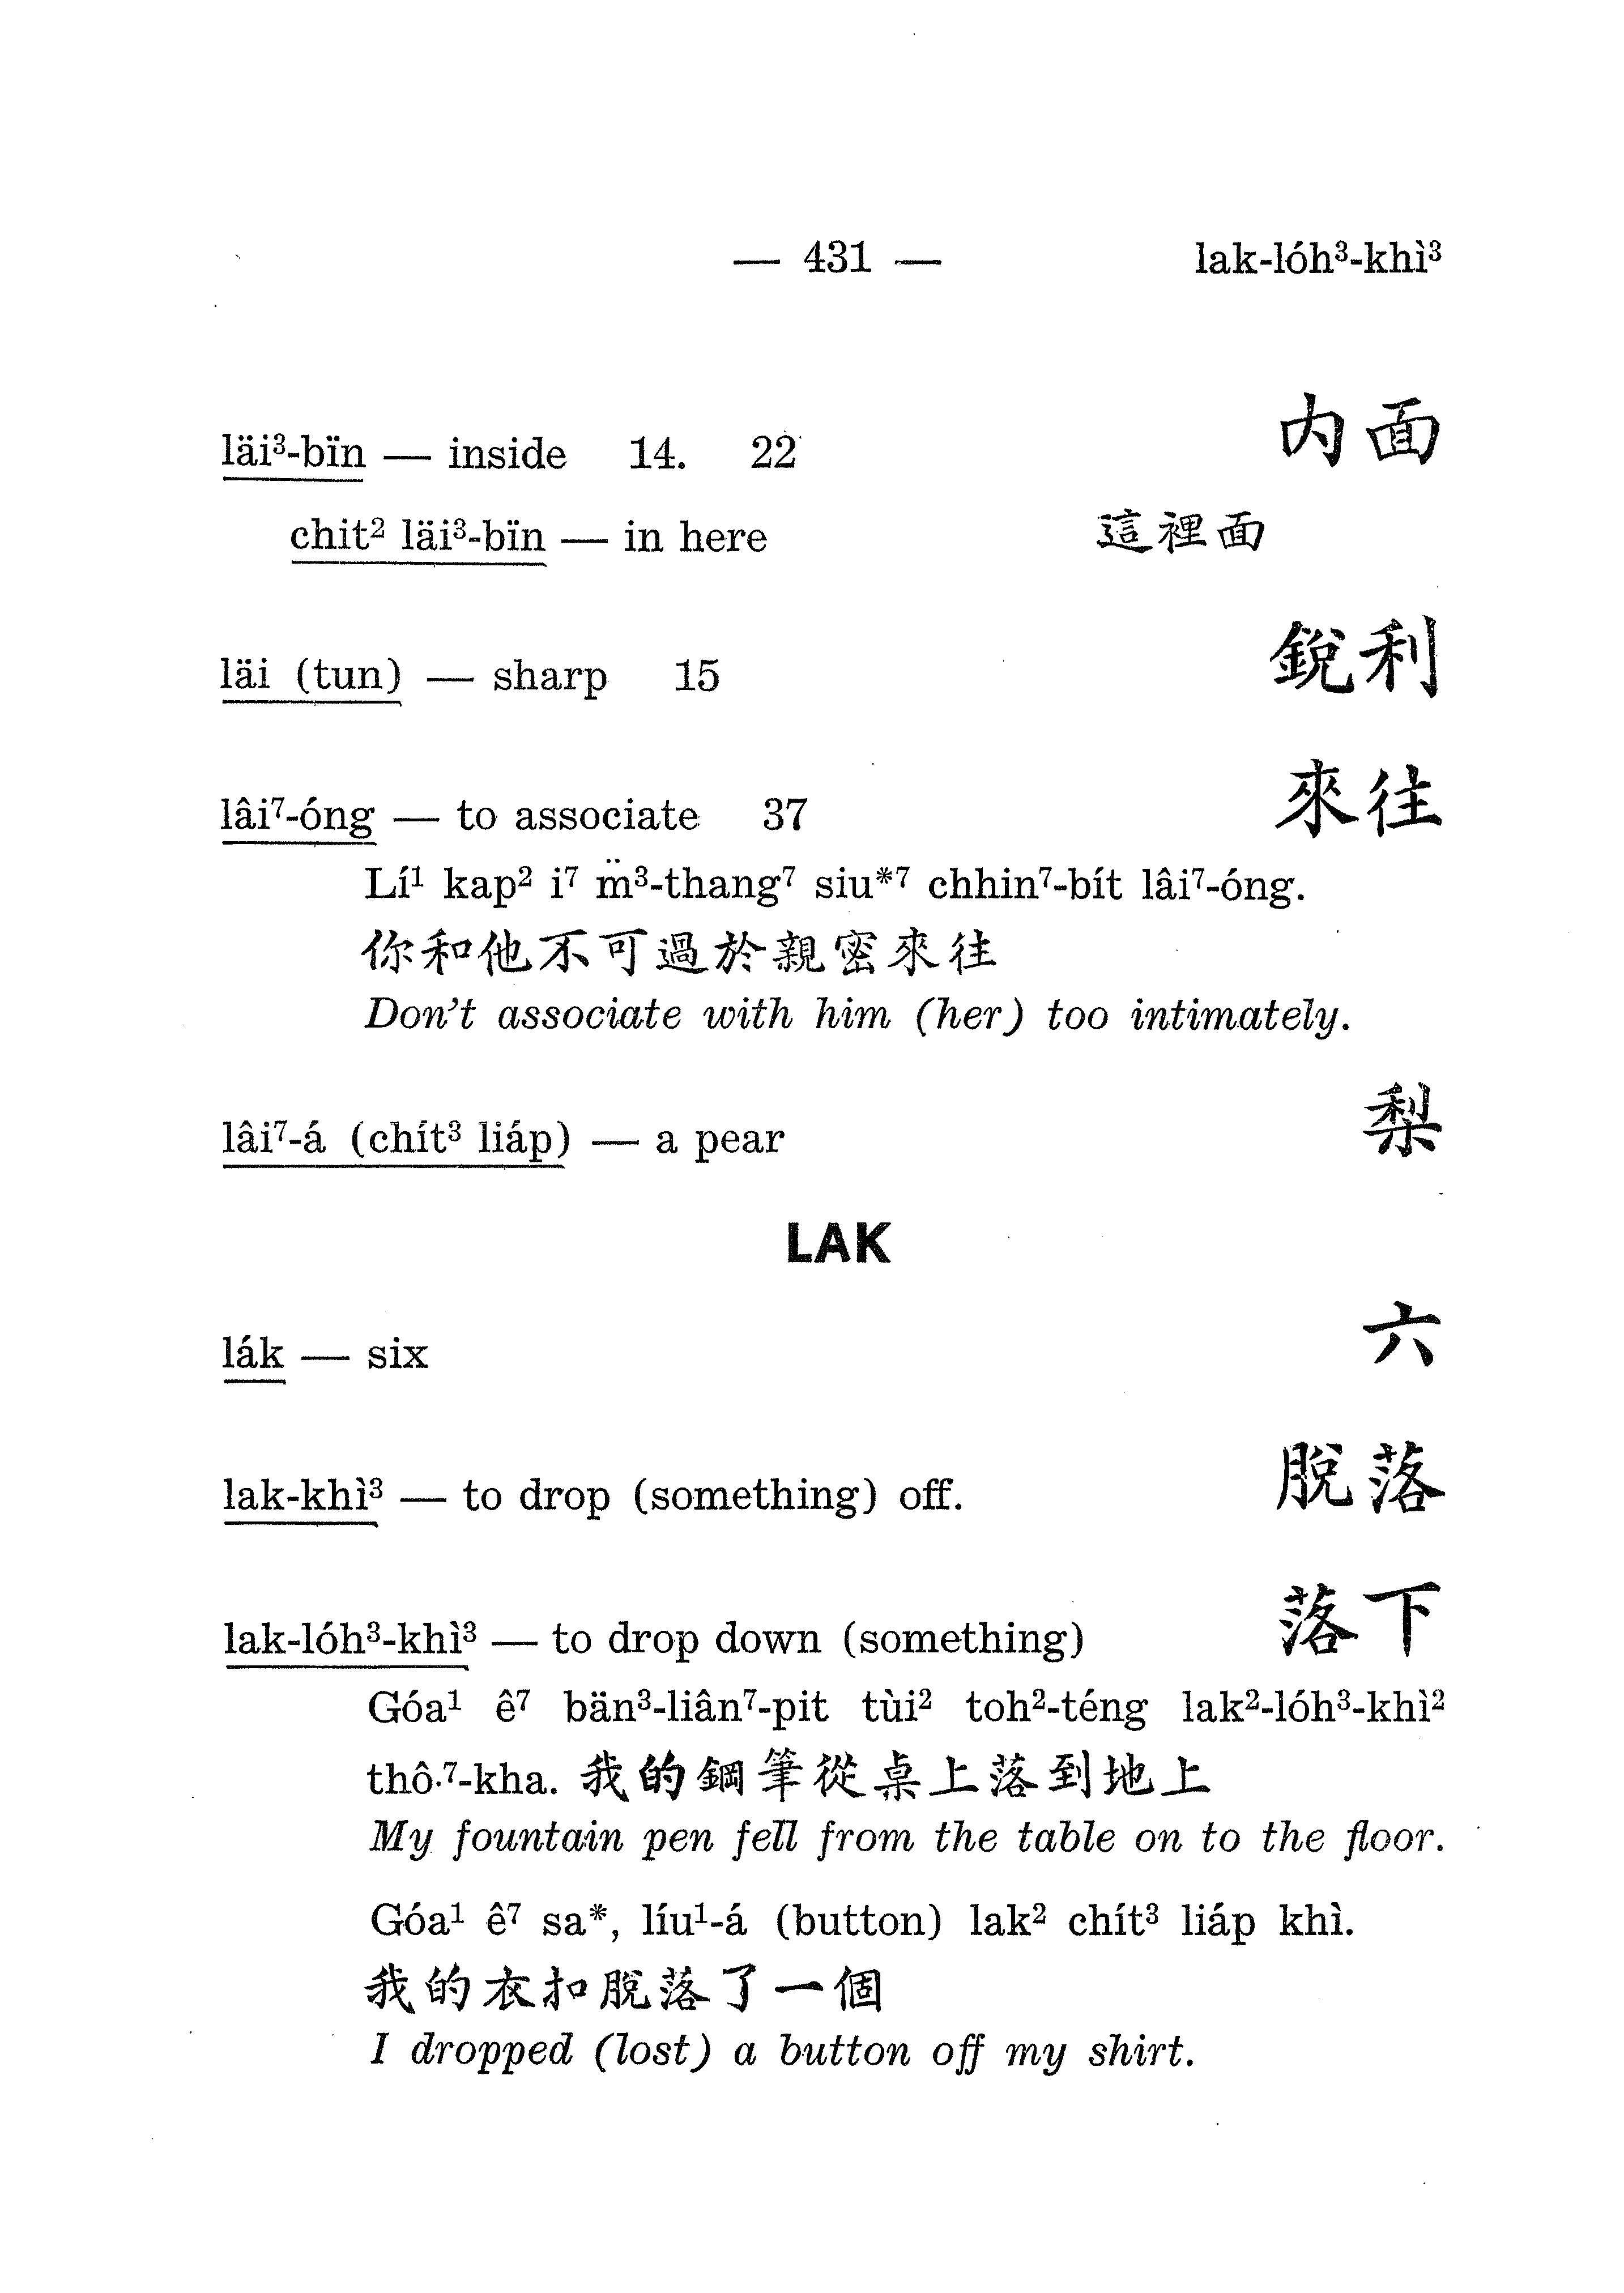 — 431 — lak-lóh³-khì³
läi³-bïn — inside 14. 22 內面
chit² läi³-bïn — in here 這裡面
läi (tun) — sharp 15 銳利
lâi⁷-óng — to associate 37 來往
Lí¹ kap² i⁷ m̈³-thang⁷ siu*⁷ chhin⁷-bít lâi⁷-óng.
你和他不可過於親密來往
Don't associate with him (her) too intimately.
lâi⁷-á (chít³ liáp) — a pear 梨
LAK
lák — six 六
lak-khì³ — to drop (something) off. 脫落
lak-lóh³-khì³ — to drop down (something) 落下
Góa¹ ê⁷ bän³-liân⁷-pit tùi² toh²-téng lak²-lóh³-khì²
thô·⁷-kha. 我的鋼筆從桌上落到地上
My fountain pen fell from the table on to the floor.
Góa¹ ê⁷ sa*, líu¹-á (button) lak² chít³ liáp khì.
我的衣扣脫落了一個
I dropped (lost) a button off my shirt.